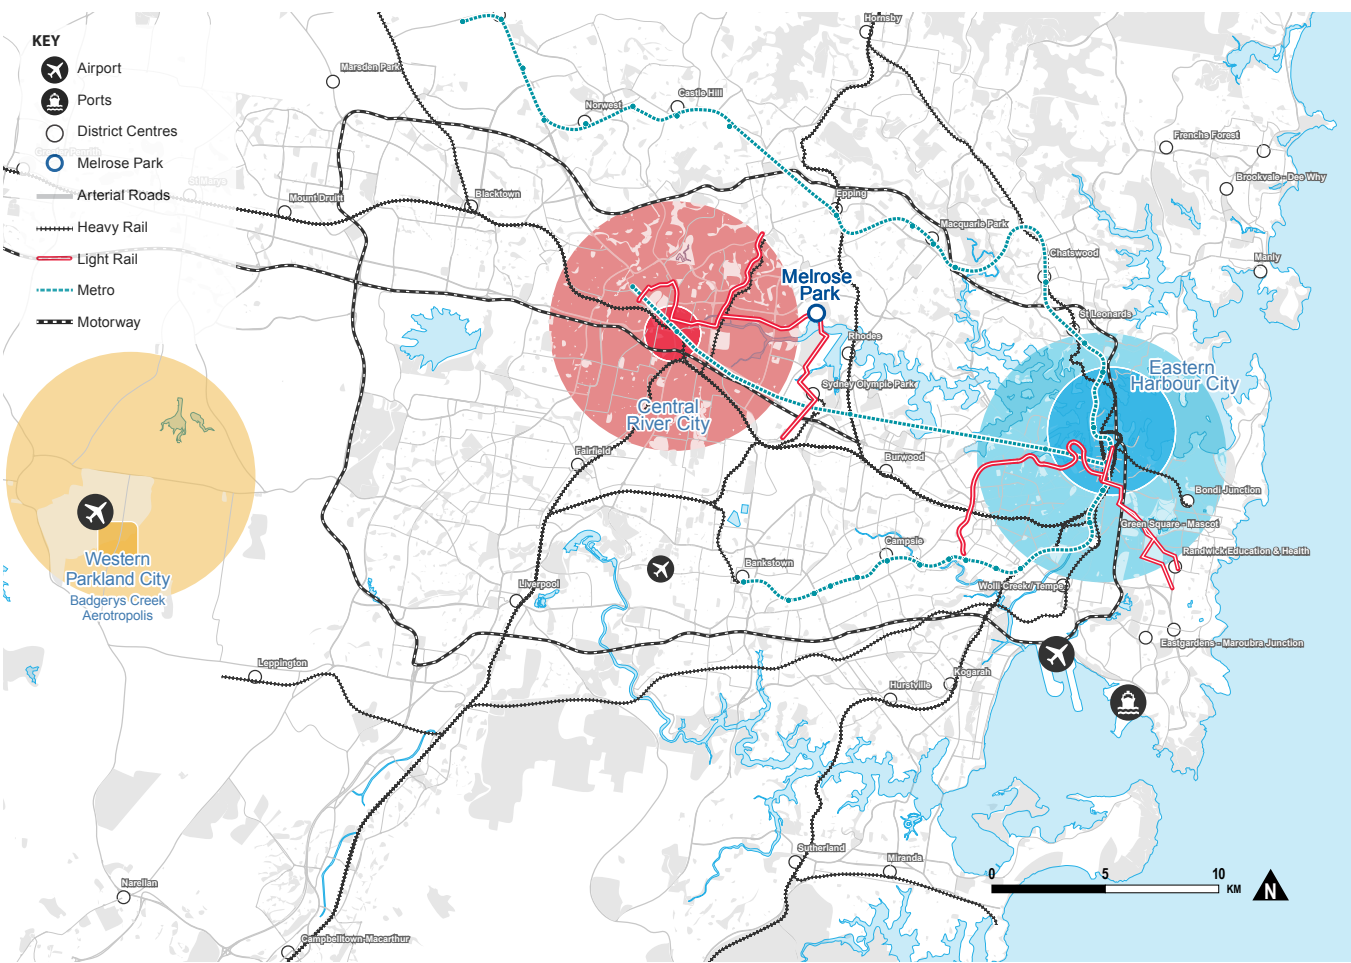 KEY
Airport
Ports
District Centres
Melrose Park
Arterial Roads
Heavy Rail
Light Rail
Metro
Motorway
Hornsby
Marsden Park
Castle Hill
Norwest
Frenchs Forest
Brookvale - Dee Why
St Marys
Mount Druitt
Blacktown
Epping
Macquarie Park
Chatswood
Manly
Melrose
Park
St Leonards
Rhodes
Eastern
Harbour City
Sydney Olympic Park
Central
River City
Fairfield
Burwood
Bondi Junction
Green Square - Mascot
Randwick Education & Health
Campsie
Bankstown
Western
Parkland City
Badgerys Creek
Aerotropolis
Liverpool
Wolli Creek / Tempe
Eastgardens - Maroubra Junction
Leppington
Kogarah
Hurstville
Sutherland
Miranda
0 5 10
KM
N
Narellan
Campbelltown-Macarthur